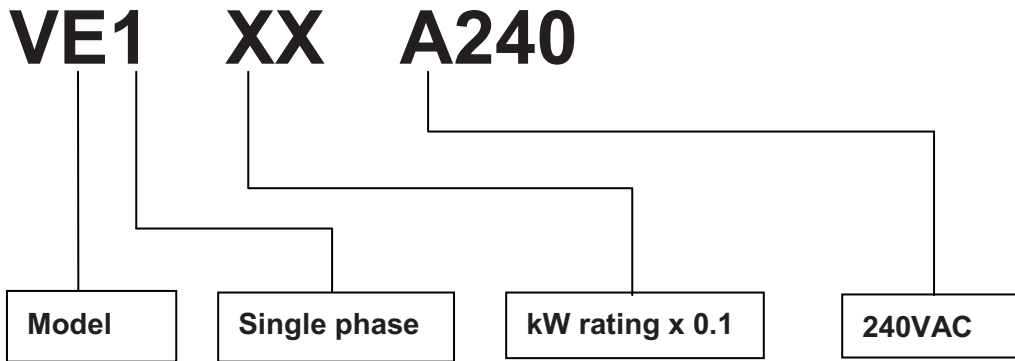 VE1 XX A240
Model
Single phase
kW rating x 0.1
240VAC